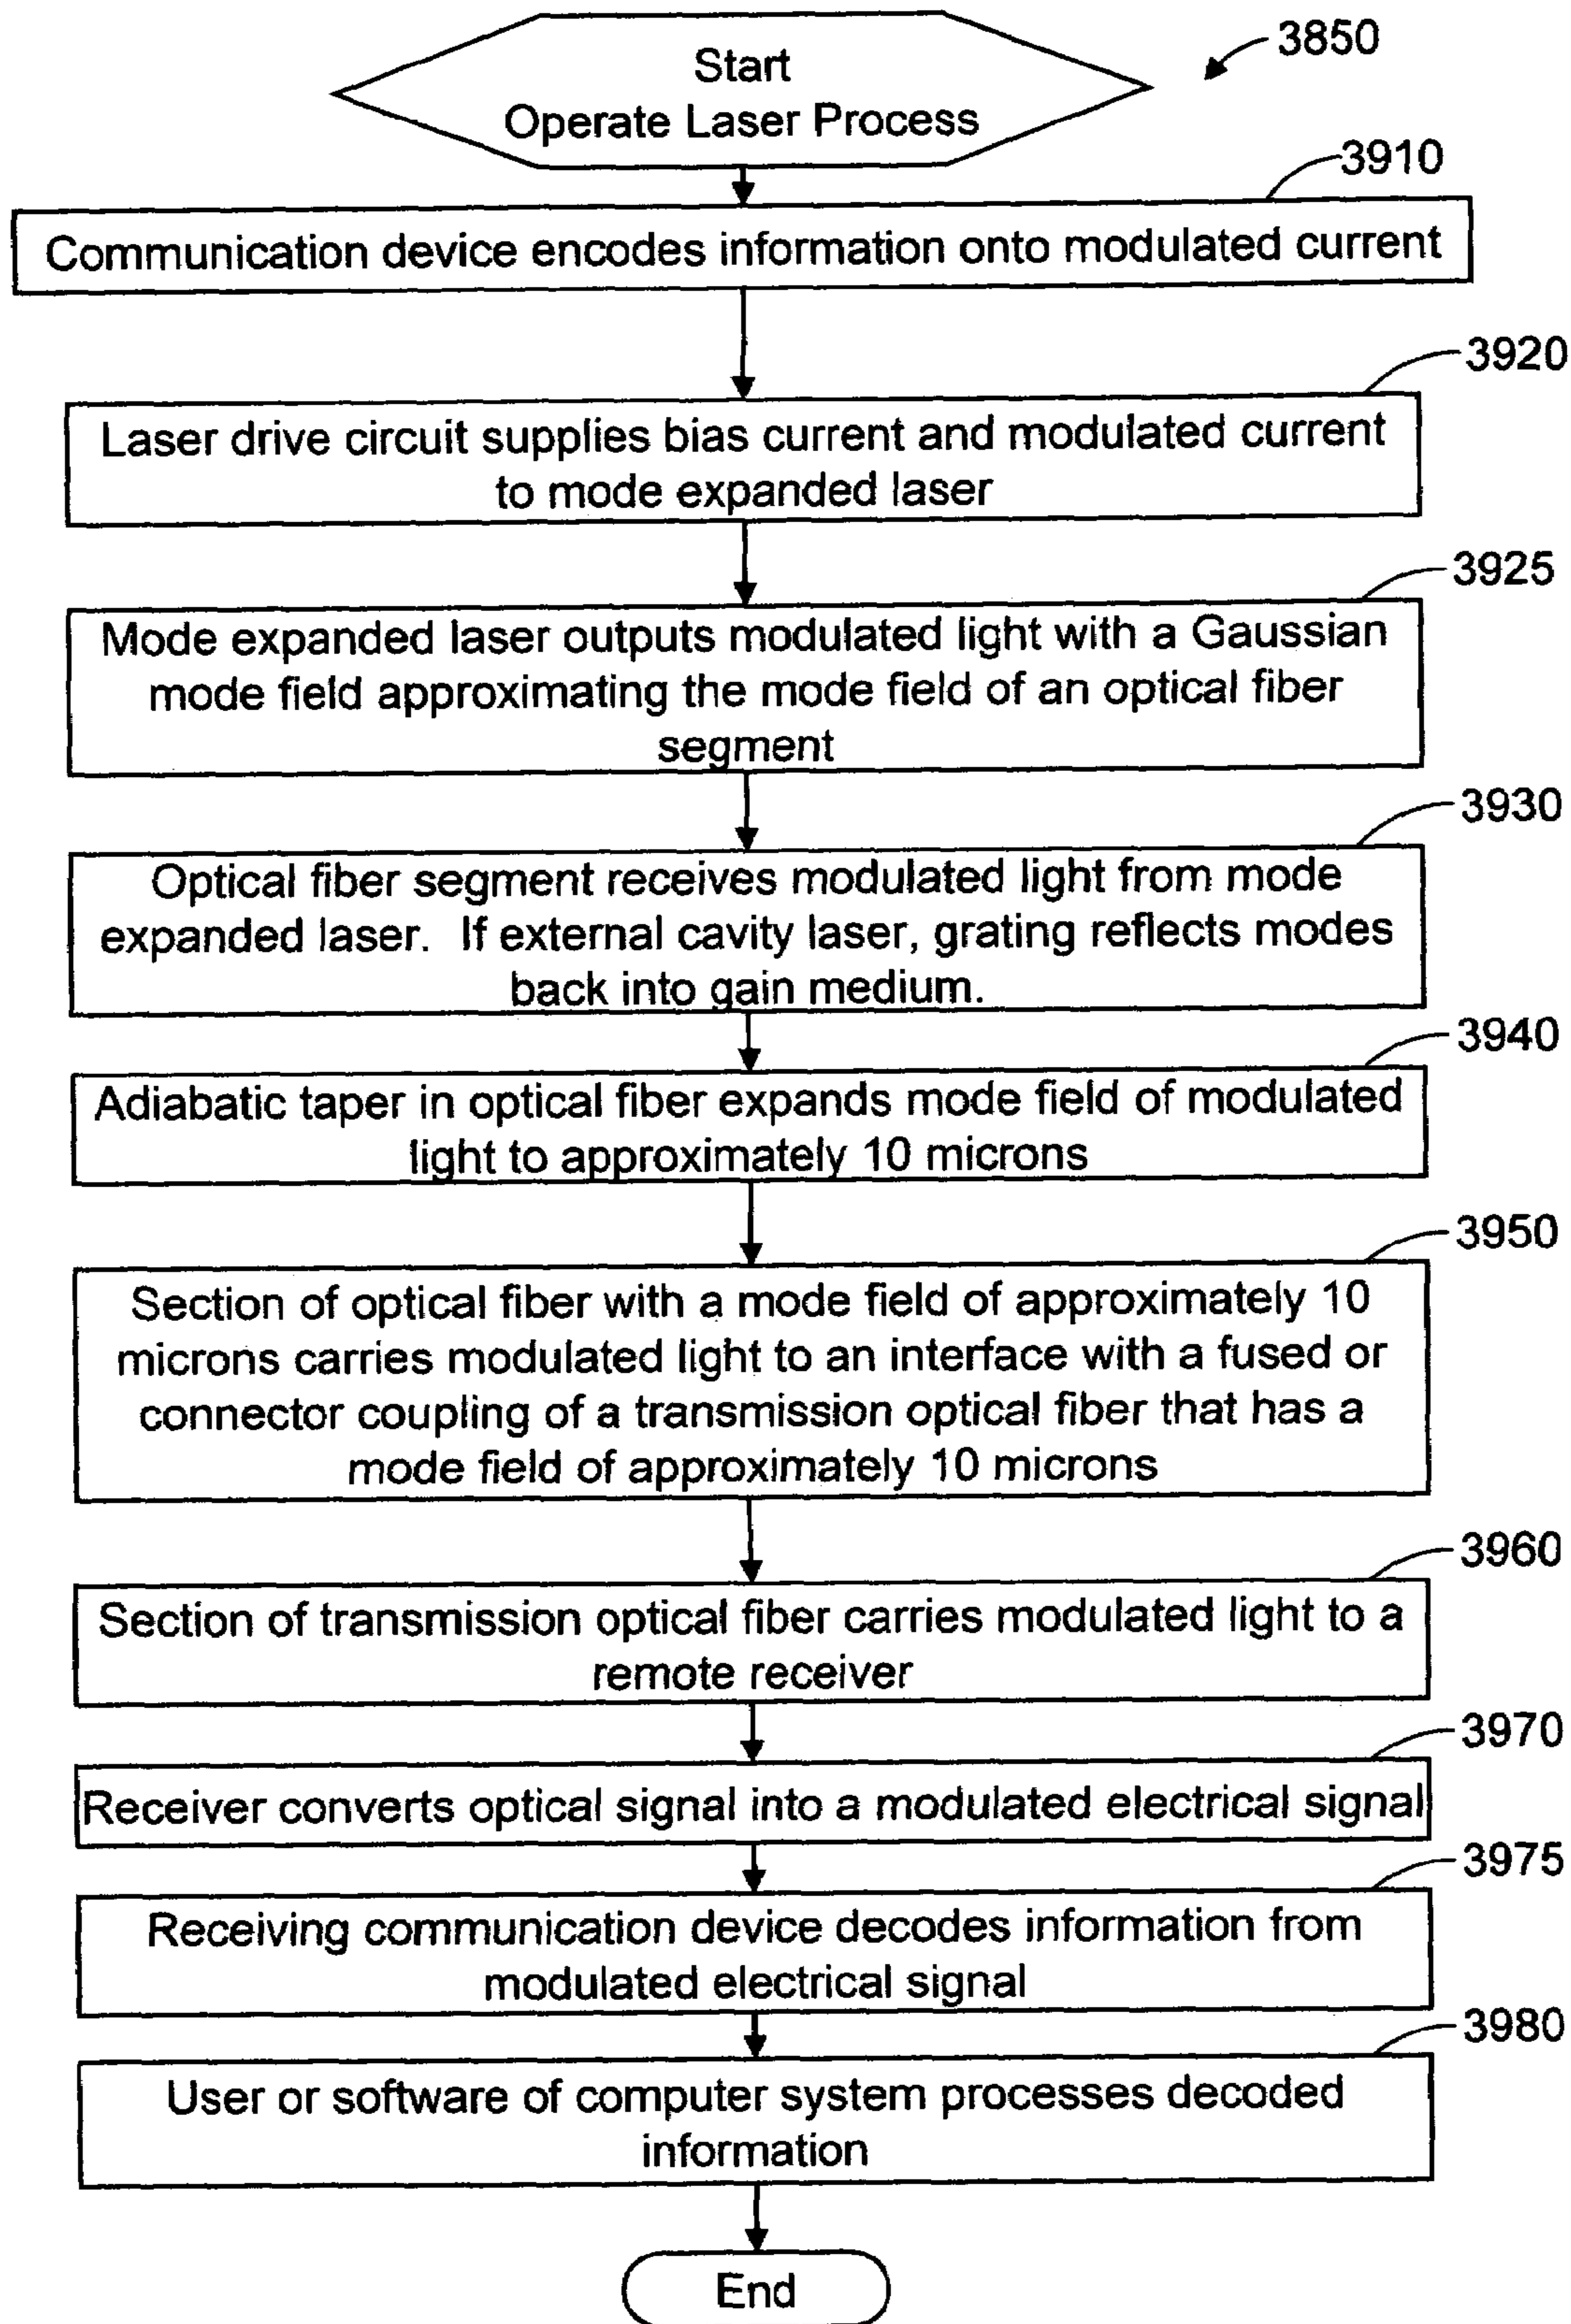 Start
Operate Laser Process
3850
3910
Communication device encodes information onto modulated current
3920
Laser drive circuit supplies bias current and modulated current
to mode expanded laser
3925
Mode expanded laser outputs modulated light with a Gaussian
mode field approximating the mode field of an optical fiber
segment
3930
Optical fiber segment receives modulated light from mode
expanded laser.  If external cavity laser, grating reflects modes
back into gain medium.
3940
Adiabatic taper in optical fiber expands mode field of modulated
light to approximately 10 microns
3950
Section of optical fiber with a mode field of approximately 10
microns carries modulated light to an interface with a fused or
connector coupling of a transmission optical fiber that has a
mode field of approximately 10 microns
3960
Section of transmission optical fiber carries modulated light to a
remote receiver
3970
Receiver converts optical signal into a modulated electrical signal
3975
Receiving communication device decodes information from
modulated electrical signal
3980
User or software of computer system processes decoded
information
End